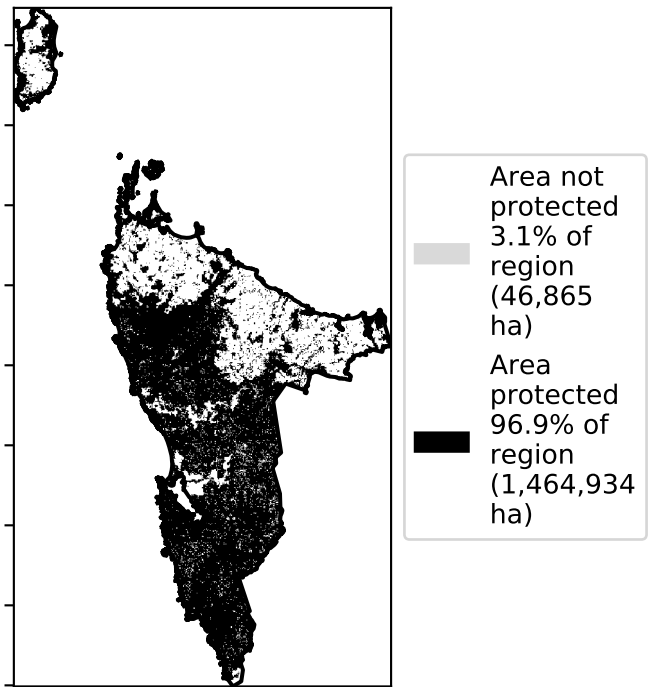 Area not
protected
3.1% of
region
(46,865
ha)
Area
protected
96.9% of
region
(1,464,934
ha)